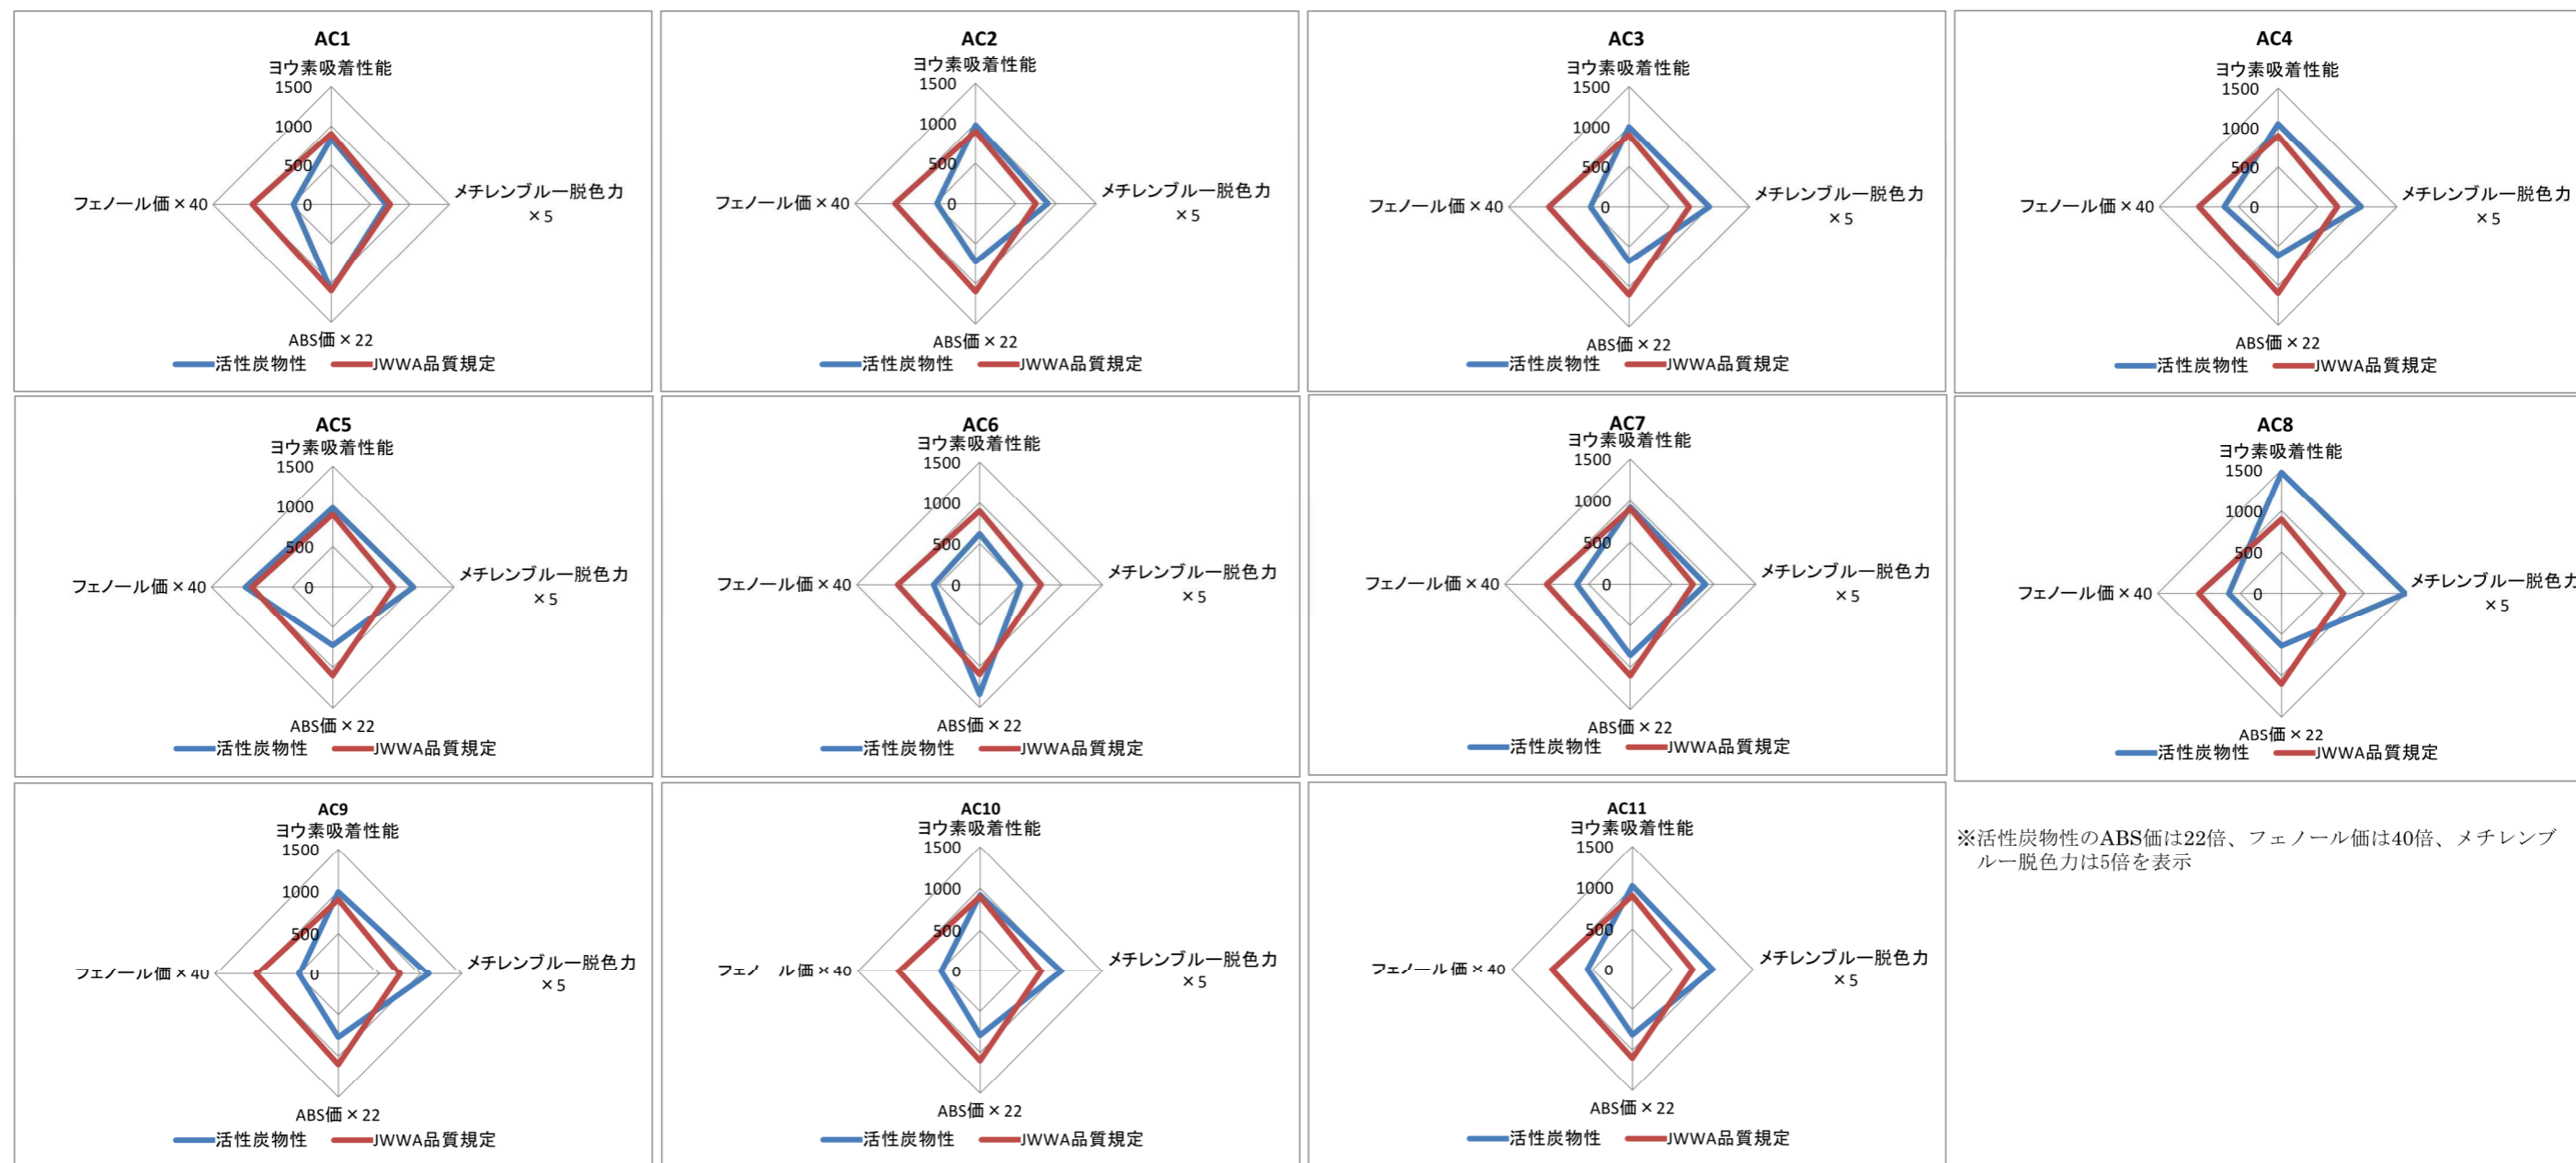 AC1
ヨウ素吸着性能
1500
1000
500
0
フェノール価×40
メチレンブルー脱色力
×5
ABS価×22
活性炭物性 JWWA品質規定
AC2
ヨウ素吸着性能
1500
1000
500
0
フェノール価×40
メチレンブルー脱色力
×5
ABS価×22
活性炭物性 JWWA品質規定
AC3
ヨウ素吸着性能
1500
1000
500
0
フェノール価×40
メチレンブルー脱色力
×5
ABS価×22
活性炭物性 JWWA品質規定
AC4
ヨウ素吸着性能
1500
1000
500
0
フェノール価×40
メチレンブルー脱色力
×5
ABS価×22
活性炭物性 JWWA品質規定
AC5
ヨウ素吸着性能
1500
1000
500
0
フェノール価×40
メチレンブルー脱色力
×5
ABS価×22
活性炭物性 JWWA品質規定
AC6
ヨウ素吸着性能
1500
1000
500
0
フェノール価×40
メチレンブルー脱色力
×5
ABS価×22
活性炭物性 JWWA品質規定
AC7
ヨウ素吸着性能
1500
1000
500
0
フェノール価×40
メチレンブルー脱色力
×5
ABS価×22
活性炭物性 JWWA品質規定
AC8
ヨウ素吸着性能
1500
1000
500
0
フェノール価×40
メチレンブルー脱色力
×5
ABS価×22
活性炭物性 JWWA品質規定
AC9
ヨウ素吸着性能
1500
1000
500
0
フェノール価×40
メチレンブルー脱色力
×5
ABS価×22
活性炭物性 JWWA品質規定
AC10
ヨウ素吸着性能
1500
1000
500
0
フェノール価×40
メチレンブルー脱色力
×5
ABS価×22
活性炭物性 JWWA品質規定
AC11
ヨウ素吸着性能
1500
1000
500
0
フェノール価×40
メチレンブルー脱色力
×5
ABS価×22
活性炭物性 JWWA品質規定
※活性炭物性のABS価は22倍、フェノール価は40倍、メチレンブ
ルー脱色力は5倍を表示